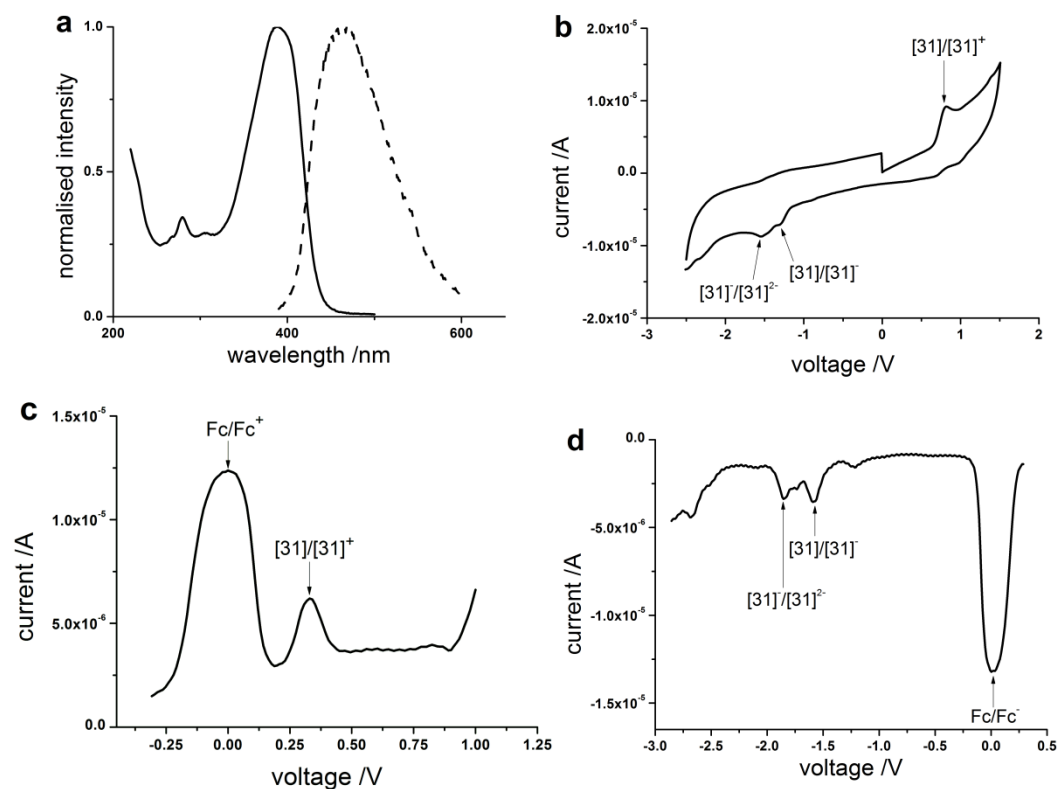 a
1.0
0.5
0.0
200
400
600
normalised intensity
wavelength /nm
b
[31]/[31]⁺
1.0x10⁻⁵
0.0
-1.0x10⁻⁵
-2.0x10⁻⁵
[31]/[31]⁻
[31]⁻/[31]²⁻
-3
-2
-1
0
1
2
current /A
voltage /V
c
1.5x10⁻⁵
1.0x10⁻⁵
5.0x10⁻⁶
0.0
Fc/Fc⁺
[31]/[31]⁺
-0.25
0.00
0.25
0.50
0.75
1.00
1.25
current /A
voltage /V
d
0.0
-5.0x10⁻⁶
-1.0x10⁻⁵
-1.5x10⁻⁵
[31]/[31]⁻
[31]⁻/[31]²⁻
Fc/Fc⁻
-3.0
-2.5
-2.0
-1.5
-1.0
-0.5
0.0
0.5
current /A
voltage /V